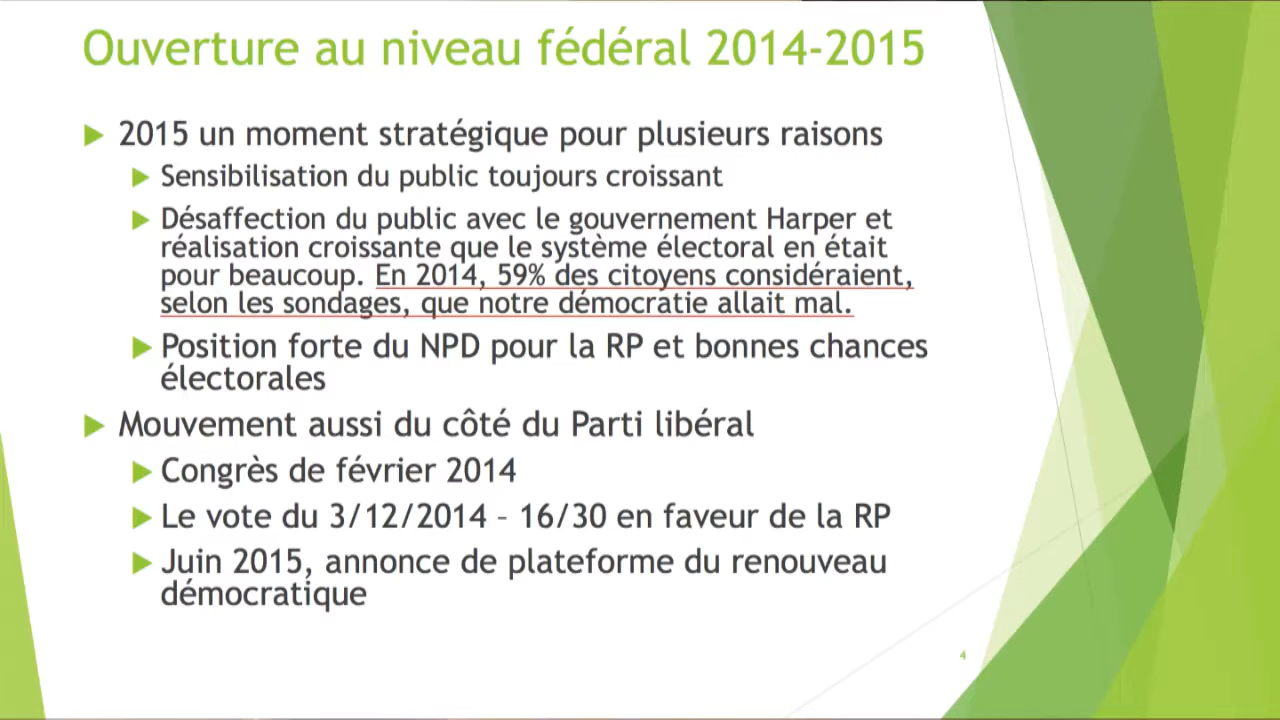 Ouverture au niveau fédéral 2014-2015
2015 un moment stratégique pour plusieurs raisons
Sensibilisation du public toujours croissant
Désaffection du public avec le gouvernement Harper et
réalisation croissante que le système électoral en était
pour beaucoup. En 2014, 59% des citoyens considéraient,
selon les sondages, que notre démocratie allait mal.
Position forte du NPD pour la RP et bonnes chances
électorales
Mouvement aussi du côté du Parti libéral
Congrès de février 2014
Le vote du 3/12/2014 – 16/30 en faveur de la RP
Juin 2015, annonce de plateforme du renouveau
démocratique
4